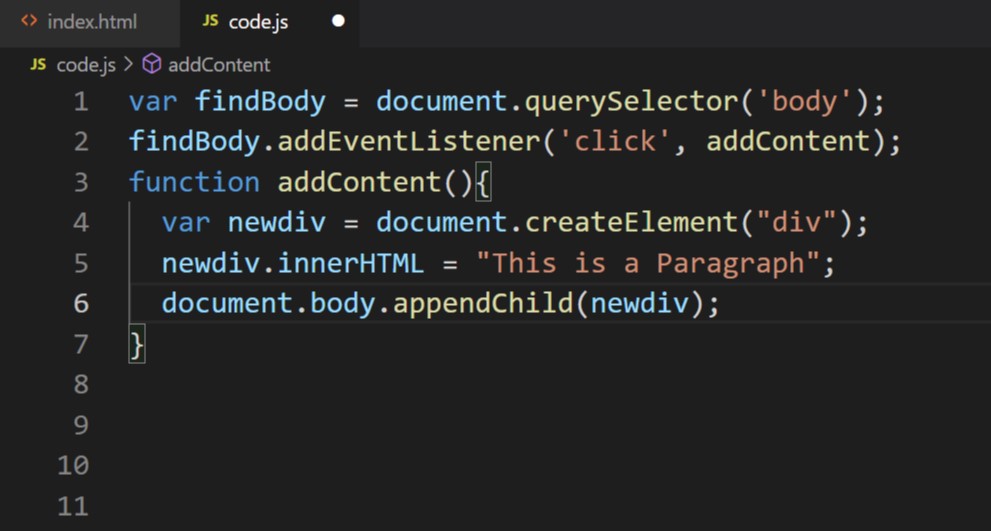 index.html JS code.js
JS code.js > addContent
1 var findBody = document.querySelector('body');
2 findBody.addEventListener('click', addContent);
3 function addContent(){
4 var newdiv = document.createElement("div");
5 newdiv.innerHTML = "This is a Paragraph";
6 document.body.appendChild(newdiv);
7 }
8
9
10
11